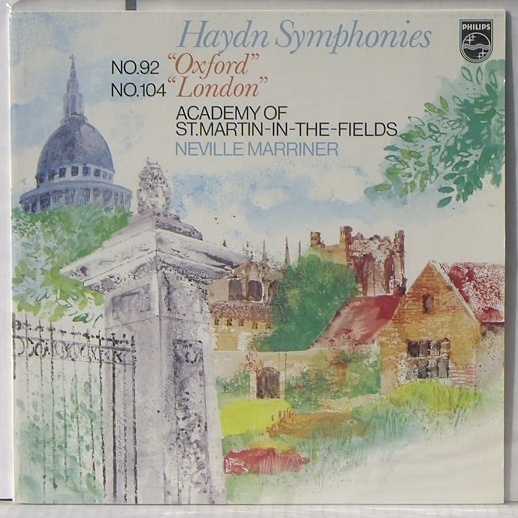 Haydn Symphonies
PHILIPS
NO.92 “Oxford”
NO.104 “London”
ACADEMY OF
ST.MARTIN-IN-THE-FIELDS
NEVILLE MARRINER